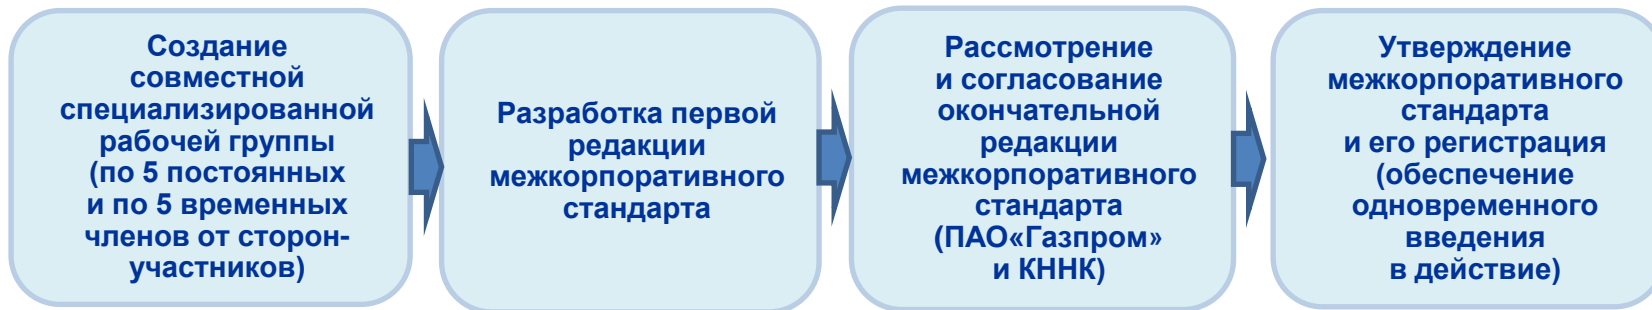 Создание
совместной
специализированной
рабочей группы
(по 5 постоянных
и по 5 временных
членов от сторон-
участников)
Разработка первой
редакции
межкорпоративного
стандарта
Рассмотрение
и согласование
окончательной
редакции
межкорпоративного
стандарта
(ПАО«Газпром»
и КННК)
Утверждение
межкорпоративного
стандарта
и его регистрация
(обеспечение
одновременного
введения
в действие)